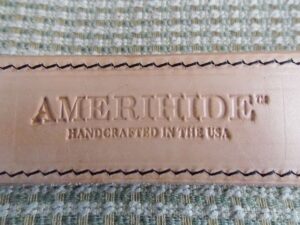 AMERIHIDE™
HANDCRAFTED IN THE USA